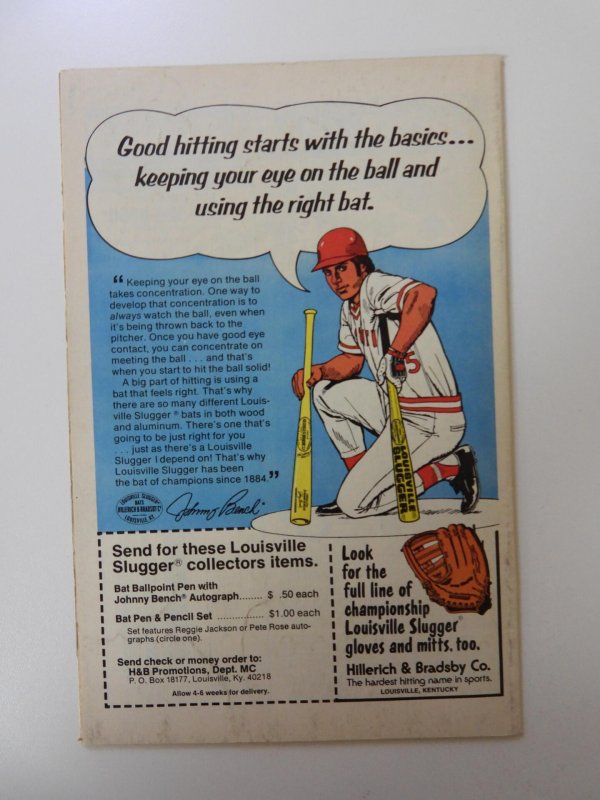 Good hitting starts with the basics...
keeping your eye on the ball and
using the right bat.
“ Keeping your eye on the ball
takes concentration. One way to
develop that concentration is to
always watch the ball, even when
it's being thrown back to the
pitcher. Once you have good eye
contact, you can concentrate on
meeting the ball . . . and that's
when you start to hit the ball solid!
A big part of hitting is using a
bat that feels right. That's why
there are so many different Louis-
ville Slugger ® bats in both wood
and aluminum. There's one that's
going to be just right for you
. . . just as there's a Louisville
Slugger I depend on! That's why
Louisville Slugger has been
the bat of champions since 1884.”
LOUISVILLE SLUGGER
BATS
HILLERICH & BRADSBY Co
LOUISVILLE, KY.
Johnny Bench
5
LOUISVILLE
SLUGGER
Send for these Louisville
Slugger® collectors items.
Bat Ballpoint Pen with
Johnny Bench® Autograph....... $ .50 each
Bat Pen & Pencil Set ................ $1.00 each
Set features Reggie Jackson or Pete Rose auto-
graphs (circle one).
Send check or money order to:
H&B Promotions, Dept. MC
P. O. Box 18177, Louisville, Ky. 40218
Allow 4-6 weeks for delivery.
Look
for the
full line of
championship
Louisville Slugger®
gloves and mitts, too.
Hillerich & Bradsby Co.
The hardest hitting name in sports.
LOUISVILLE, KENTUCKY